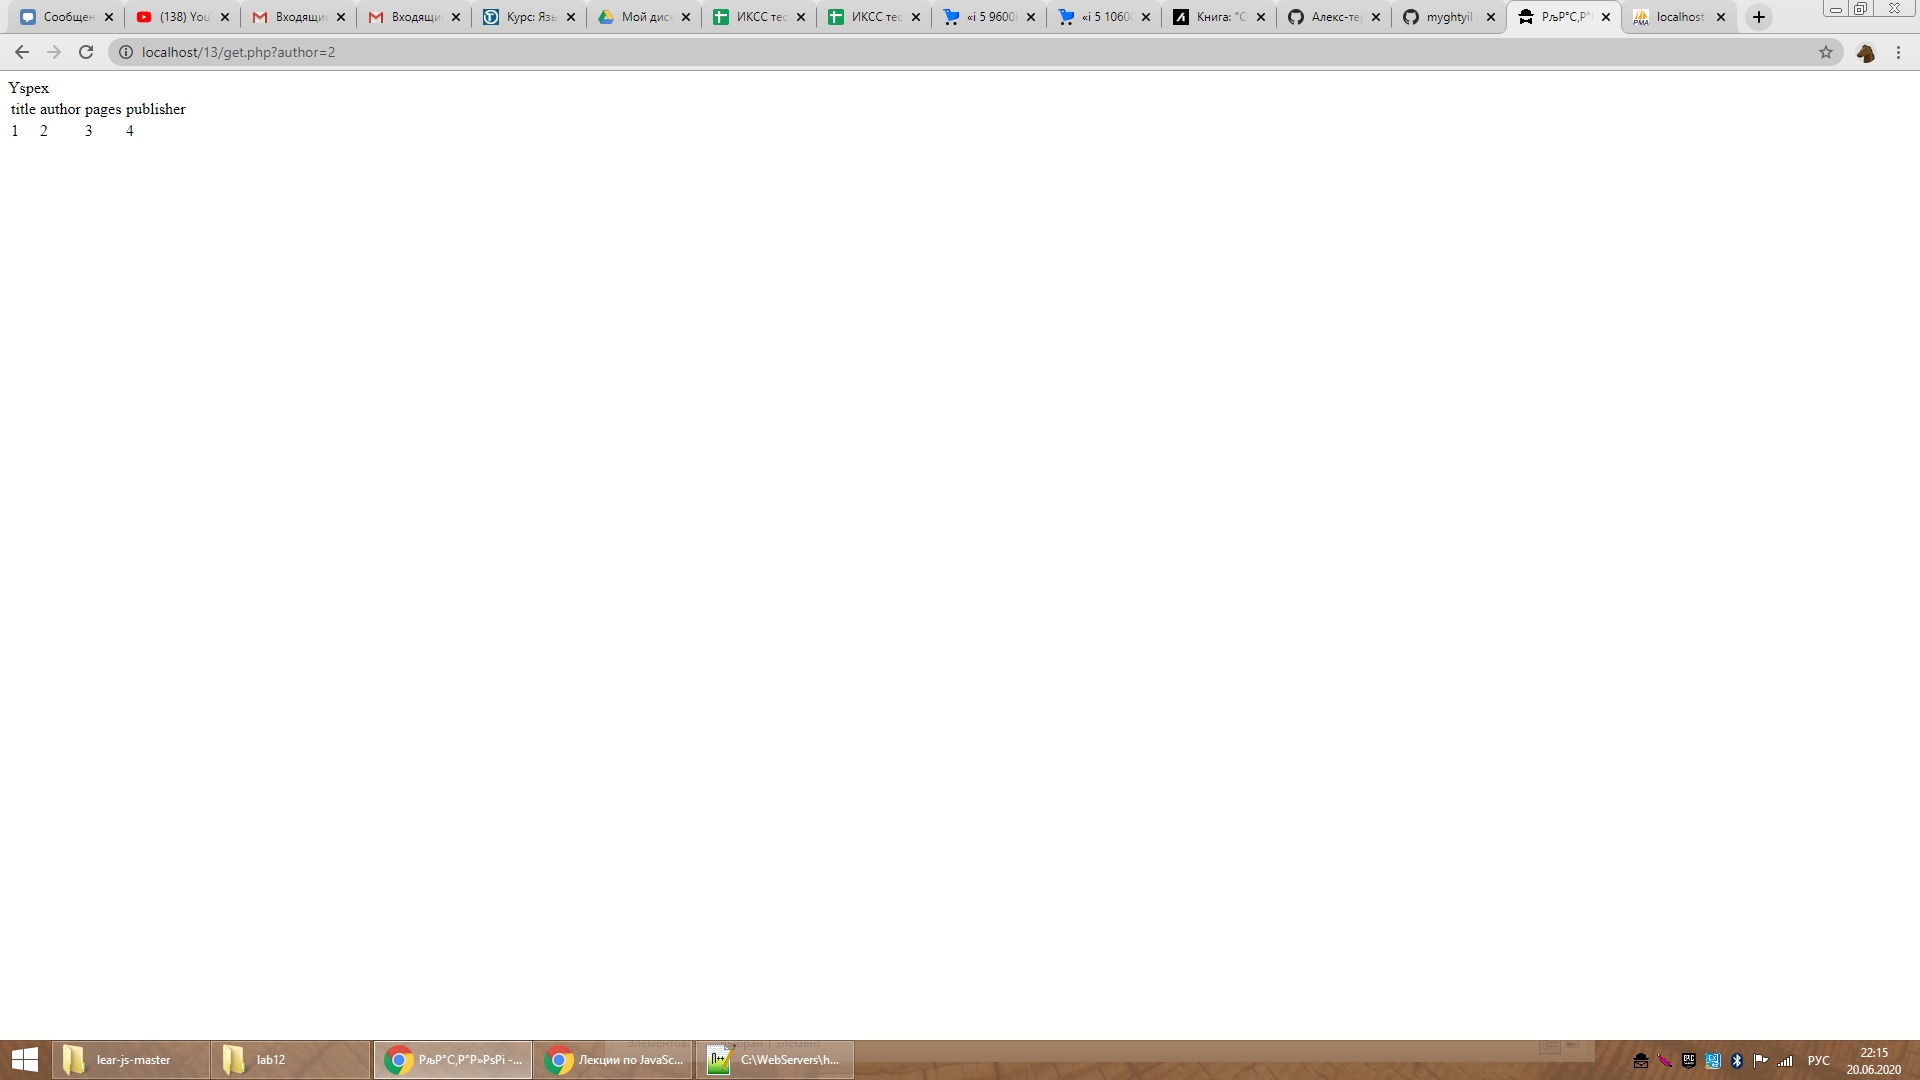 Сообщен (138) You Входящи Входящи Курс: Язы Мой дис ИКСС тес ИКСС тес «i 5 9600 «i 5 1060 Книга: "С Алекс-тер myghtyil РљР°С‚Р° localhost
localhost/13/get.php?author=2
Yspex
title author pages publisher
1 2 3 4
lear-js-master lab12 РљР°С‚Р°Р»РѕРі -... Лекции по JavaSc... C:\WebServers\h... РУС 22:15
20.06.2020